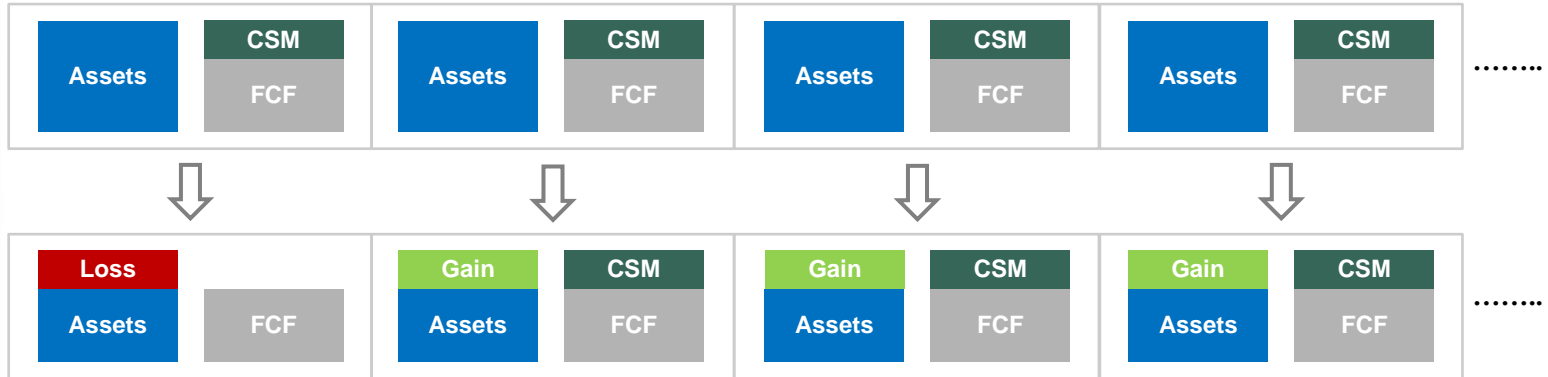 CSM CSM CSM CSM
Assets Assets Assets Assets ........
FCF FCF FCF FCF
Loss Gain CSM Gain CSM Gain CSM
Assets FCF Assets FCF Assets FCF Assets FCF ........